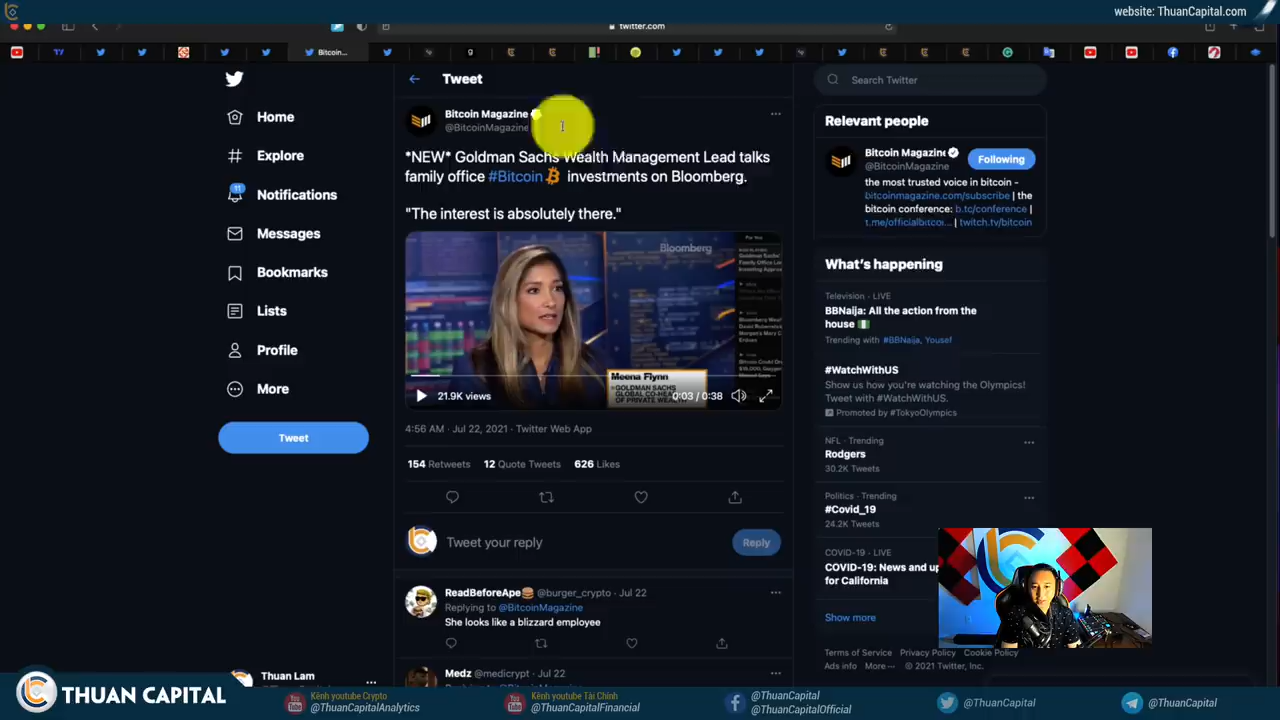 website: ThuanCapital.com
twitter.com
Bitcoin...
Home
Explore
11
Notifications
Messages
Bookmarks
Lists
Profile
More
Tweet
Thuan Lam
Tweet
Bitcoin Magazine
@BitcoinMagazine
*NEW* Goldman Sachs Wealth Management Lead talks
family office #Bitcoin investments on Bloomberg.
"The interest is absolutely there."
Bloomberg
Meena Flynn
GOLDMAN SACHS
GLOBAL CO-HEAD
OF PRIVATE WEALTH
21.9K views
0:03 / 0:38
4:56 AM · Jul 22, 2021 · Twitter Web App
154 Retweets 12 Quote Tweets 626 Likes
Tweet your reply
Reply
ReadBeforeApe @burger_crypto · Jul 22
Replying to @BitcoinMagazine
She looks like a blizzard employee
Medz @medicrypt · Jul 22
Search Twitter
Relevant people
Bitcoin Magazine
@BitcoinMagazine
Following
the most trusted voice in bitcoin -
bitcoinmagazine.com/subscribe | the
bitcoin conference: b.tc/conference |
t.me/officialbitcoi... | twitch.tv/bitcoin
What's happening
Television · LIVE
BBNaija: All the action from the
house
Trending with #BBNaija, Yousef
#WatchWithUS
Show us how you're watching the Olympics!
Tweet with #WatchWithUS.
Promoted by #TokyoOlympics
NFL · Trending
Rodgers
30.2K Tweets
Politics · Trending
#Covid_19
24.2K Tweets
COVID-19 · LIVE
COVID-19: News and up
for California
Show more
Terms of Service Privacy Policy Cookie Policy
Ads info More... © 2021 Twitter, Inc.
THUAN CAPITAL
Kênh youtube Crypto
@ThuanCapitalAnalytics
Kênh youtube Tài Chính
@ThuanCapitalFinancial
@ThuanCapital
@ThuanCapitalOfficial
@ThuanCapital
@ThuanCapital